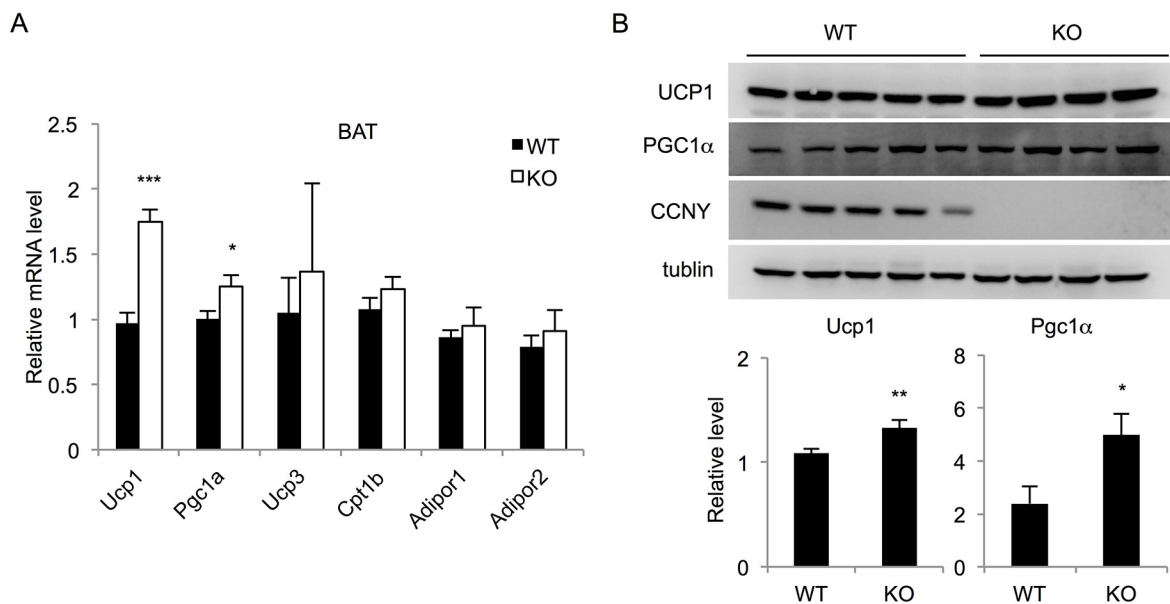 A
BAT
WT
KO
Relative mRNA level
2.5
2
1.5
1
0.5
0
***
*
Ucp1
Pgc1a
Ucp3
Cpt1b
Adipor1
Adipor2
B
WT KO
UCP1
PGC1α
CCNY
tublin
Ucp1
Relative level
2
1
0
**
WT KO
Pgc1α
8
6
4
2
0
*
WT KO